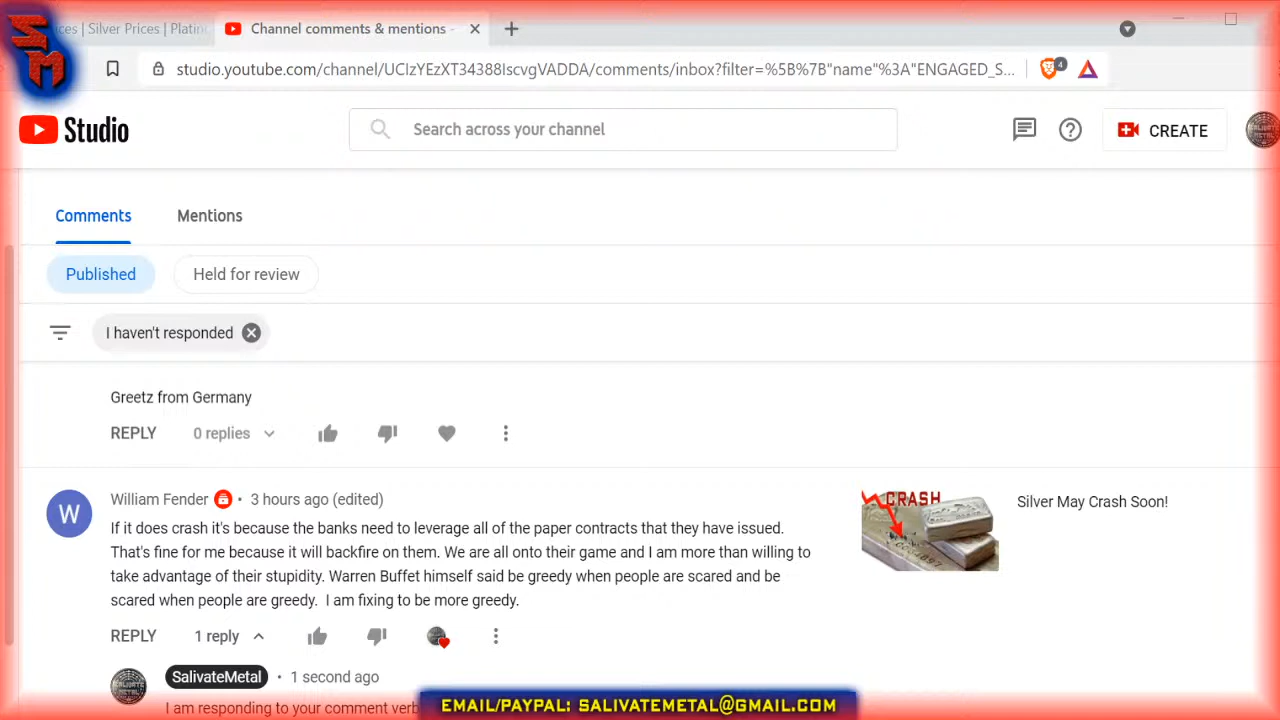 SM
ces | Silver Prices | Platin
Channel comments & mentions -
studio.youtube.com/channel/UCIzYEzXT34388IscvgVADDA/comments/inbox?filter=%5B%7B"name"%3A"ENGAGED_S...
4
Studio
Search across your channel
CREATE
Comments
Mentions
Published
Held for review
I haven't responded
Greetz from Germany
REPLY
0 replies
W
William Fender • 3 hours ago (edited)
If it does crash it's because the banks need to leverage all of the paper contracts that they have issued.
That's fine for me because it will backfire on them. We are all onto their game and I am more than willing to
take advantage of their stupidity. Warren Buffet himself said be greedy when people are scared and be
scared when people are greedy.  I am fixing to be more greedy.
CRASH
Silver May Crash Soon!
REPLY
1 reply
SalivateMetal • 1 second ago
I am responding to your comment verb
EMAIL/PAYPAL: SALIVATEMETAL@GMAIL.COM